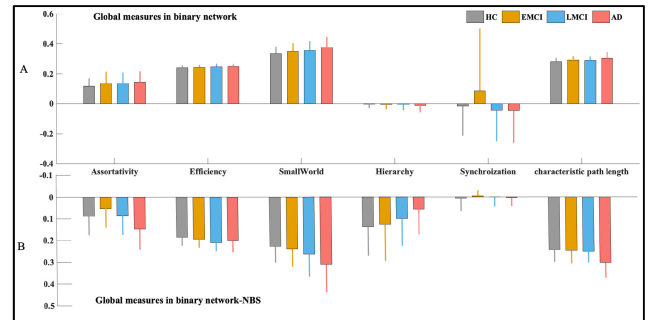 Global measures in binary network
HC EMCI LMCI AD
0.6
0.4
0.2
0
-0.2
-0.4
A
Assortativity Efficiency SmallWorld Hierarchy Synchroization characteristic path length
-0.1
0
0.1
0.2
0.3
0.4
0.5
B
Global measures in binary network-NBS